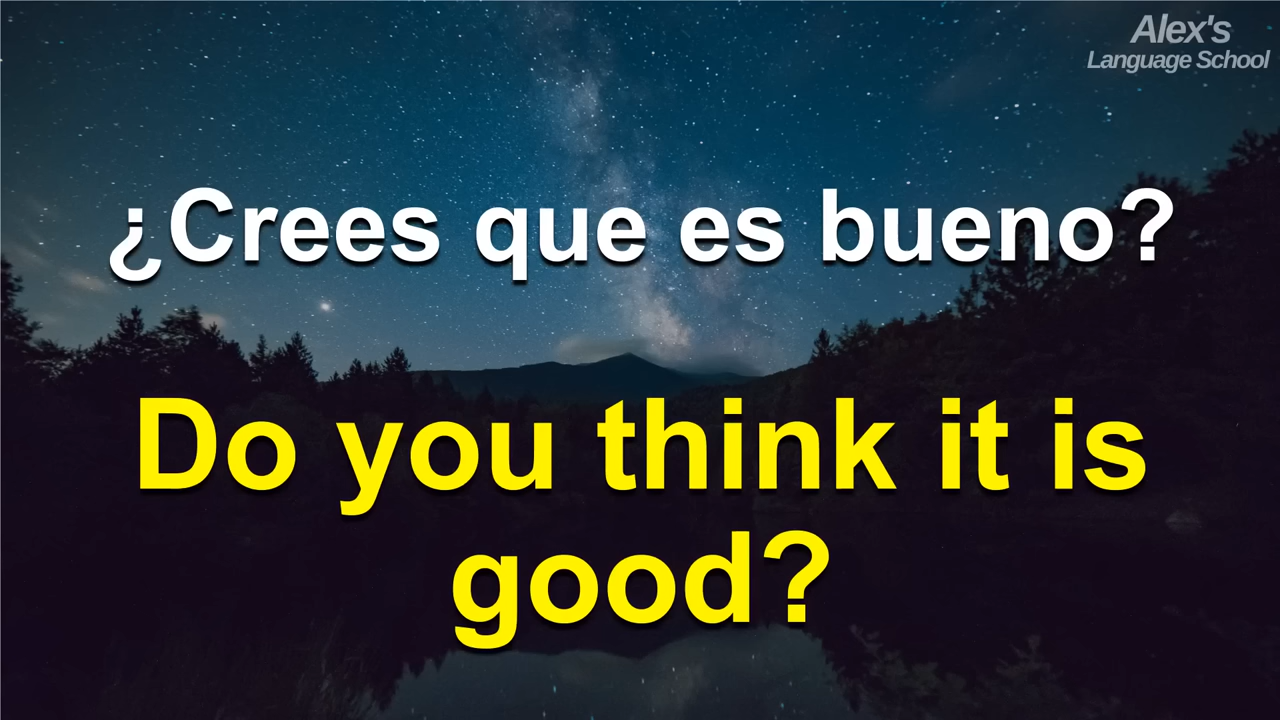 Alex's
Language School
¿Crees que es bueno?
Do you think it is
good?